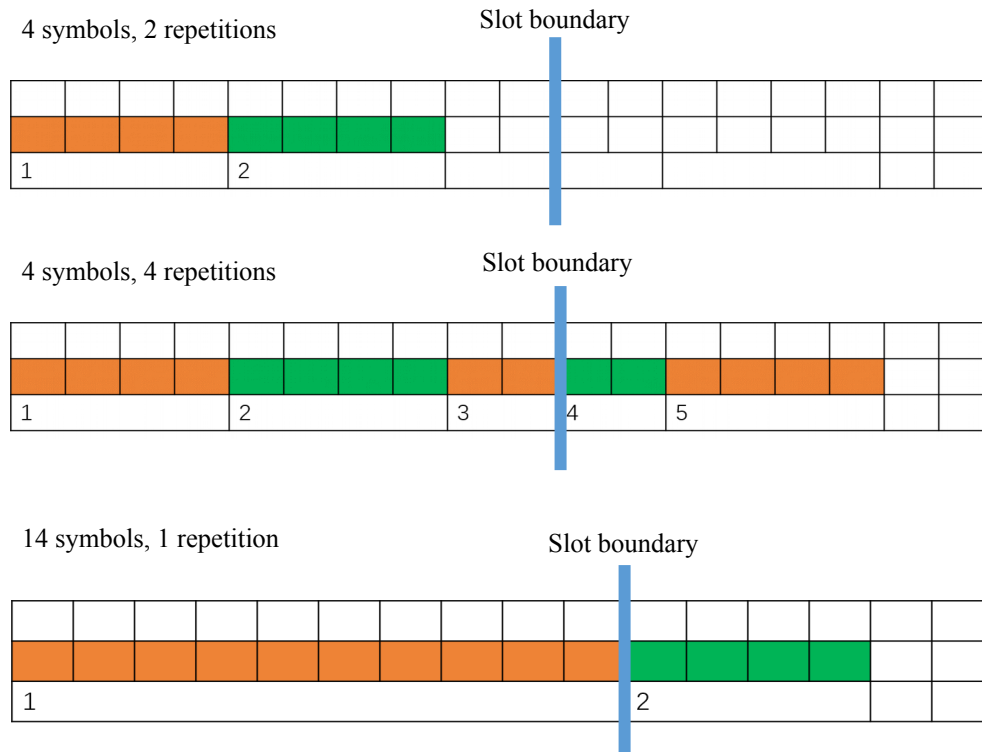 4 symbols, 2 repetitions
Slot boundary
1 2
4 symbols, 4 repetitions
Slot boundary
1 2 3 4 5
14 symbols, 1 repetition
Slot boundary
1 2